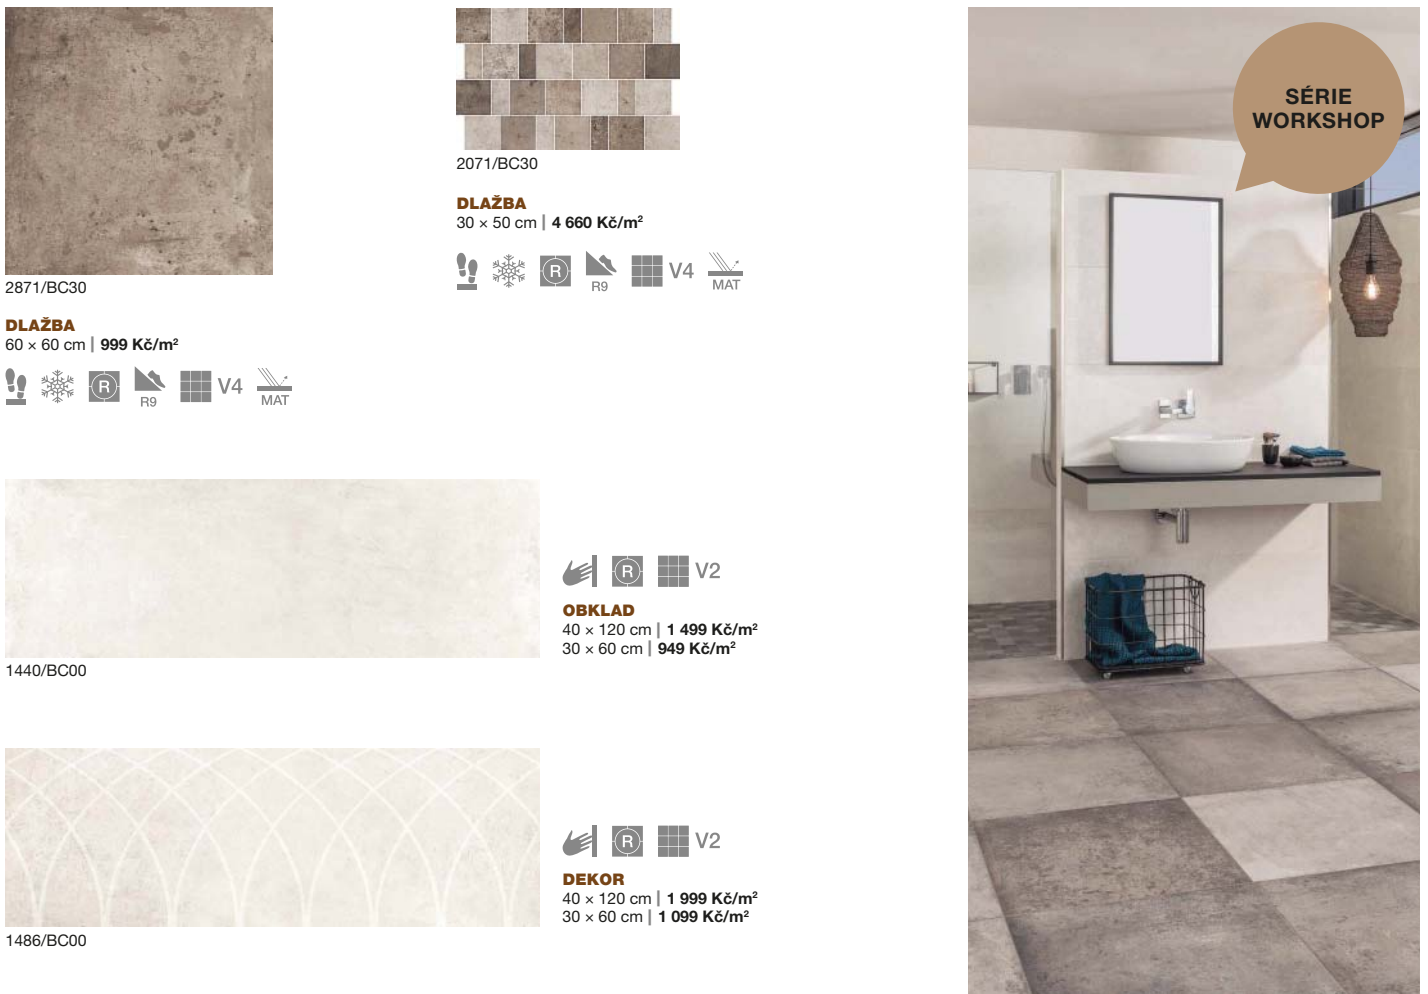 2871/BC30
DLAŽBA
60 × 60 cm | 999 Kč/m²
R
R9
V4
MAT
2071/BC30
DLAŽBA
30 × 50 cm | 4 660 Kč/m²
R
R9
V4
MAT
1440/BC00
R
V2
OBKLAD
40 × 120 cm | 1 499 Kč/m²
30 × 60 cm | 949 Kč/m²
1486/BC00
R
V2
DEKOR
40 × 120 cm | 1 999 Kč/m²
30 × 60 cm | 1 099 Kč/m²
SÉRIE
WORKSHOP